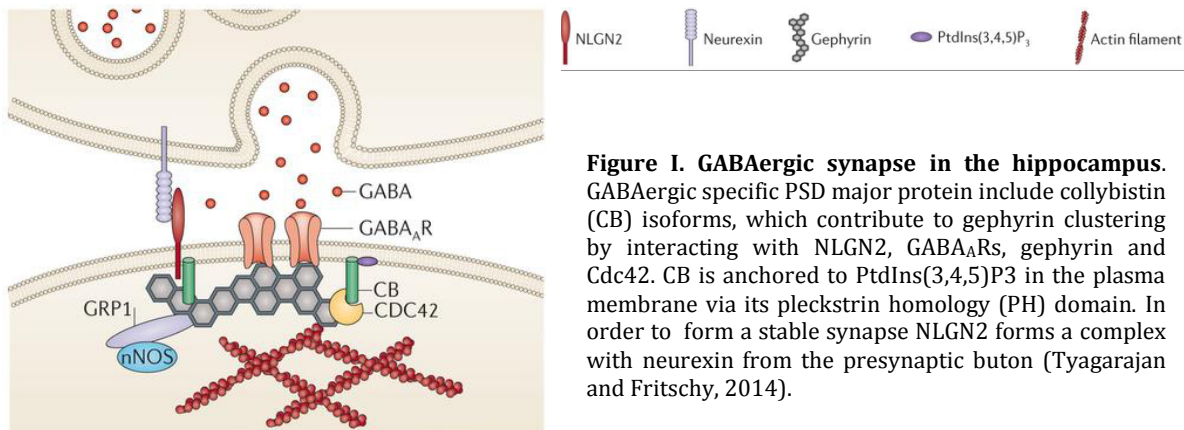 NLGN2 Neurexin Gephyrin PtdIns(3,4,5)P3 Actin filament
GABA
GABAAR
CB
CDC42
GRP1
nNOS
Figure I. GABAergic synapse in the hippocampus.
GABAergic specific PSD major protein include collybistin
(CB) isoforms, which contribute to gephyrin clustering
by interacting with NLGN2, GABAARs, gephyrin and
Cdc42. CB is anchored to PtdIns(3,4,5)P3 in the plasma
membrane via its pleckstrin homology (PH) domain. In
order to form a stable synapse NLGN2 forms a complex
with neurexin from the presynaptic buton (Tyagarajan
and Fritschy, 2014).